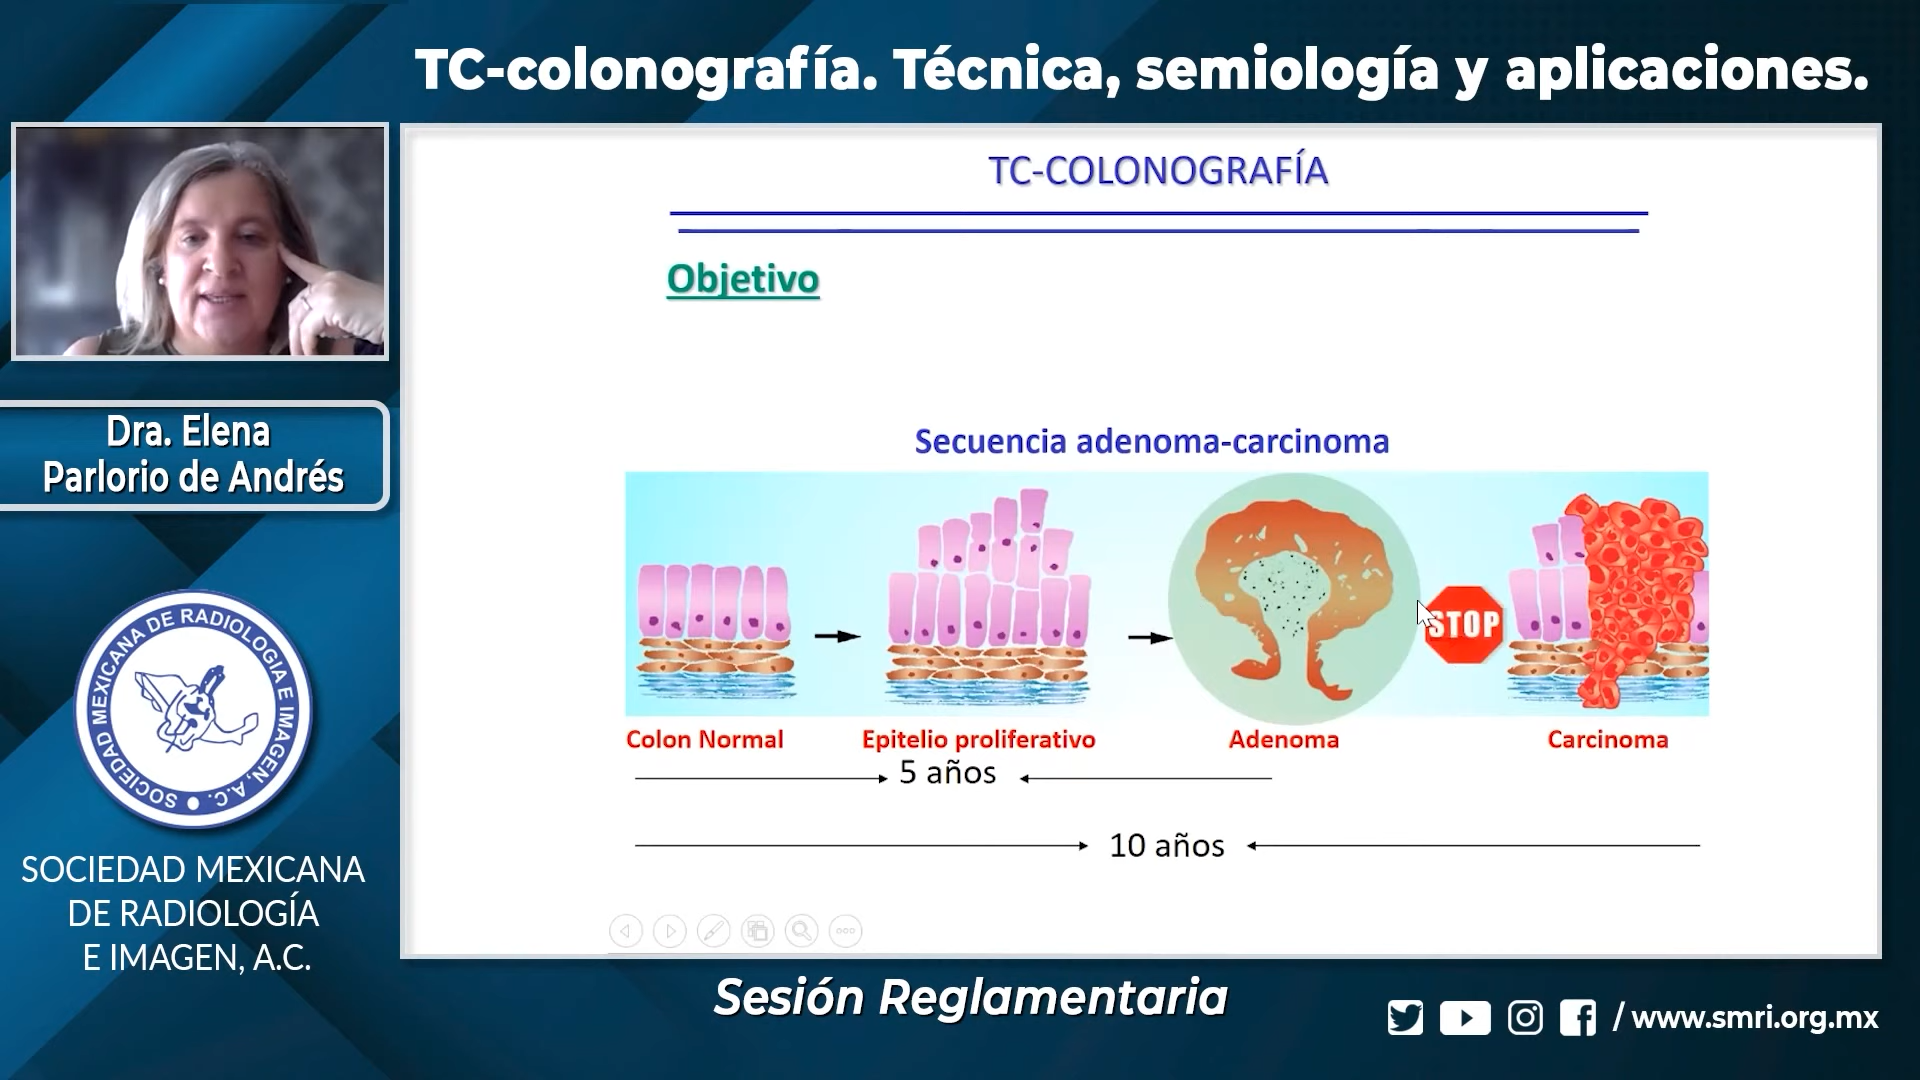 TC-colonografía. Técnica, semiología y aplicaciones.
TC-COLONOGRAFÍA
Objetivo
Secuencia adenoma-carcinoma
STOP
Colon Normal
Epitelio proliferativo
Adenoma
Carcinoma
5 años
10 años
Dra. Elena
Parlorio de Andrés
SOCIEDAD MEXICANA DE RADIOLOGIA E IMAGEN, A.C.
SOCIEDAD MEXICANA
DE RADIOLOGÍA
E IMAGEN, A.C.
Sesión Reglamentaria
/ www.smri.org.mx